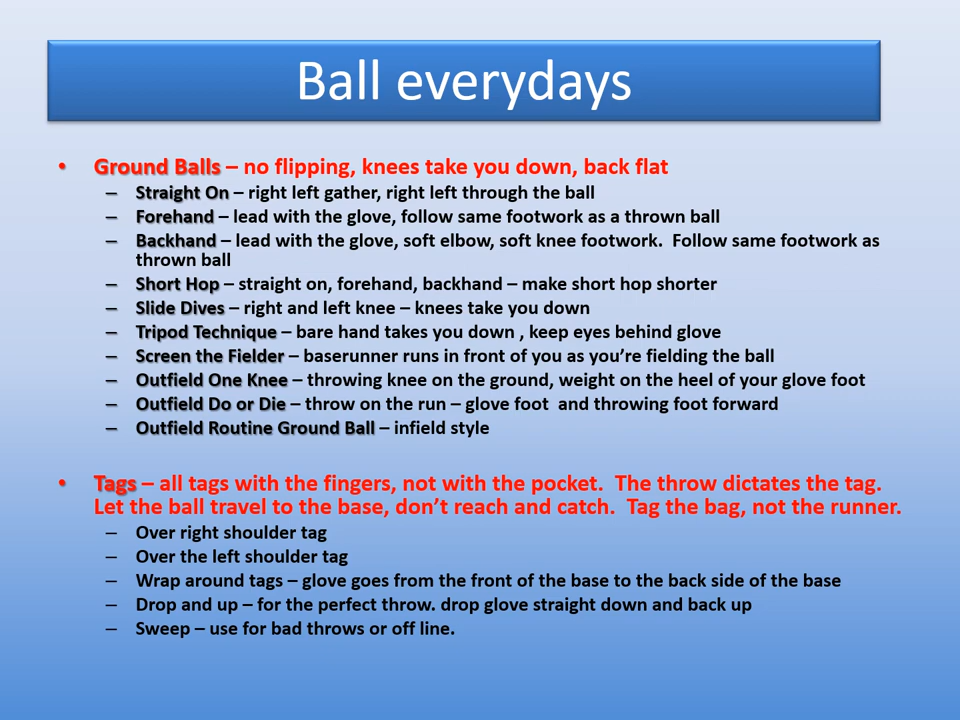 Ball everydays
• Ground Balls – no flipping, knees take you down, back flat
– Straight On – right left gather, right left through the ball
– Forehand – lead with the glove, follow same footwork as a thrown ball
– Backhand – lead with the glove, soft elbow, soft knee footwork.  Follow same footwork as
thrown ball
– Short Hop – straight on, forehand, backhand – make short hop shorter
– Slide Dives – right and left knee – knees take you down
– Tripod Technique – bare hand takes you down , keep eyes behind glove
– Screen the Fielder – baserunner runs in front of you as you’re fielding the ball
– Outfield One Knee – throwing knee on the ground, weight on the heel of your glove foot
– Outfield Do or Die – throw on the run – glove foot  and throwing foot forward
– Outfield Routine Ground Ball – infield style
• Tags – all tags with the fingers, not with the pocket.  The throw dictates the tag.
Let the ball travel to the base, don’t reach and catch.  Tag the bag, not the runner.
– Over right shoulder tag
– Over the left shoulder tag
– Wrap around tags – glove goes from the front of the base to the back side of the base
– Drop and up – for the perfect throw. drop glove straight down and back up
– Sweep – use for bad throws or off line.